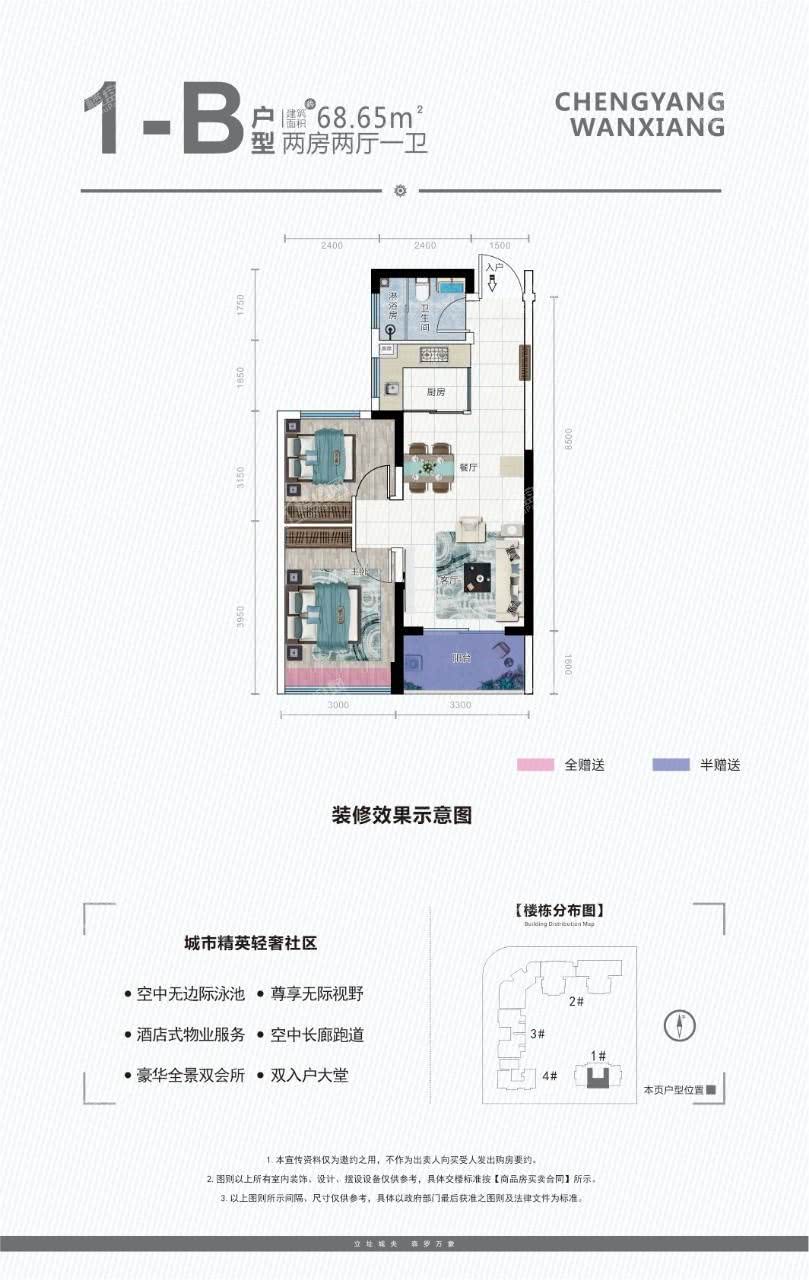 1-B 户型 建筑面积 约 68.65m²
两房两厅一卫
CHENGYANG
WANXIANG
2400 2400 1500
入户
1750
淋浴房
卫生间
1850
厨房
8500
3150
餐厅
主卧
客厅
3950
阳台
1600
3000 3300
全赠送 半赠送
装修效果示意图
城市精英轻奢社区
• 空中无边际泳池 • 尊享无际视野
• 酒店式物业服务 • 空中长廊跑道
• 豪华全景双会所 • 双入户大堂
【楼栋分布图】
Building Distribution Map
2#
3#
1#
4#
本页户型位置
1. 本宣传资料仅为邀约之用，不作为出卖人向买受人发出购房要约。
2. 图则以上所有室内装饰、设计、摆设设备仅供参考，具体交楼标准按【商品房买卖合同】所示。
3. 以上图则所示间隔、尺寸仅供参考，具体以政府部门最后获准之图则及法律文件为标准。
立址城央 森罗万象